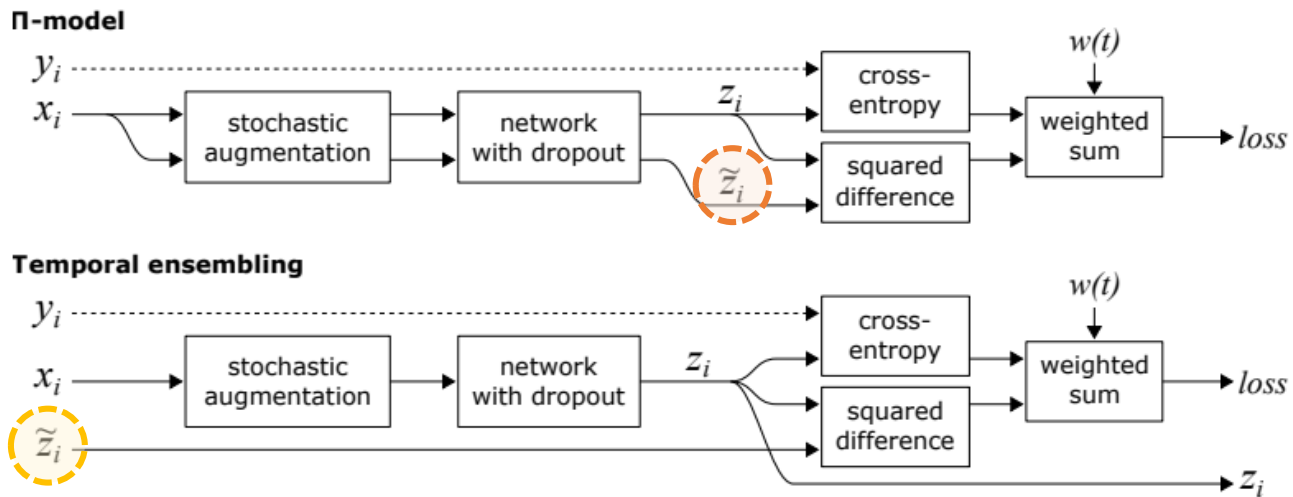 Π-model
y_i
x_i
stochastic
augmentation
network
with dropout
z_i
z̃_i
cross-
entropy
squared
difference
w(t)
weighted
sum
loss
Temporal ensembling
y_i
x_i
z̃_i
stochastic
augmentation
network
with dropout
z_i
cross-
entropy
squared
difference
w(t)
weighted
sum
loss
z_i